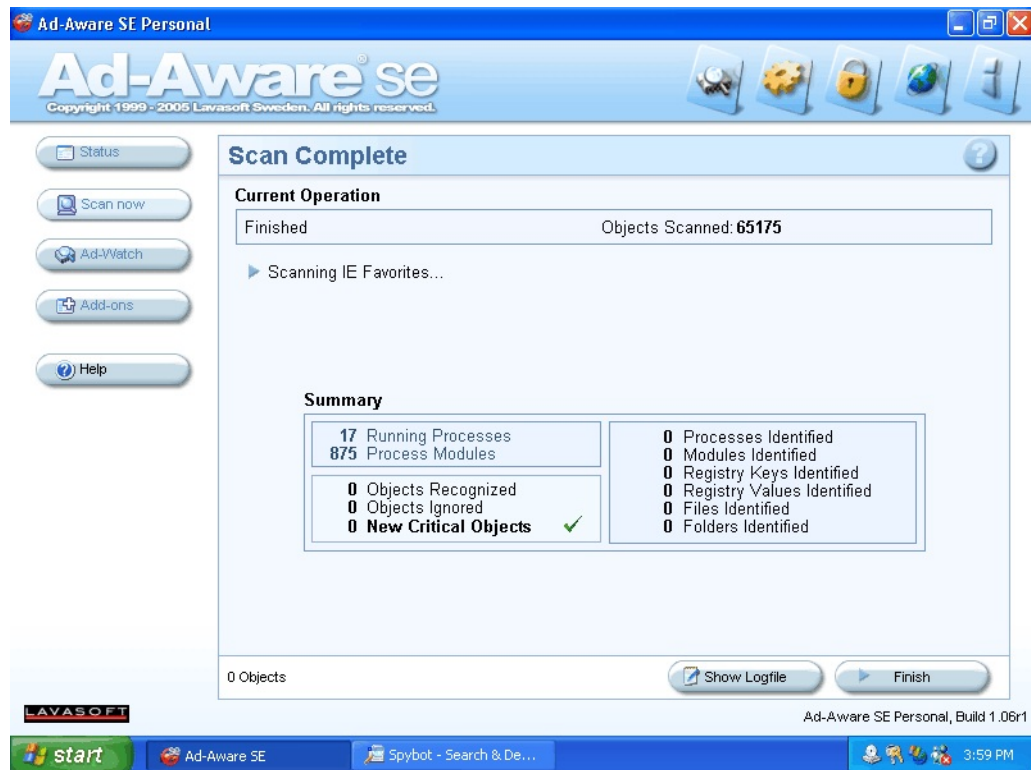 Ad-Aware SE Personal
Ad-Aware® se
Copyright 1999 - 2005 Lavasoft Sweden. All rights reserved.
Status
Scan now
Ad-Watch
Add-ons
Help
Scan Complete
?
Current Operation
Finished Objects Scanned: 65175
Scanning IE Favorites...
Summary
17 Running Processes
875 Process Modules
0 Objects Recognized
0 Objects Ignored
0 New Critical Objects
0 Processes Identified
0 Modules Identified
0 Registry Keys Identified
0 Registry Values Identified
0 Files Identified
0 Folders Identified
0 Objects
Show Logfile
Finish
LAVASOFT
Ad-Aware SE Personal, Build 1.06r1
start
Ad-Aware SE
Spybot - Search & De...
3:59 PM